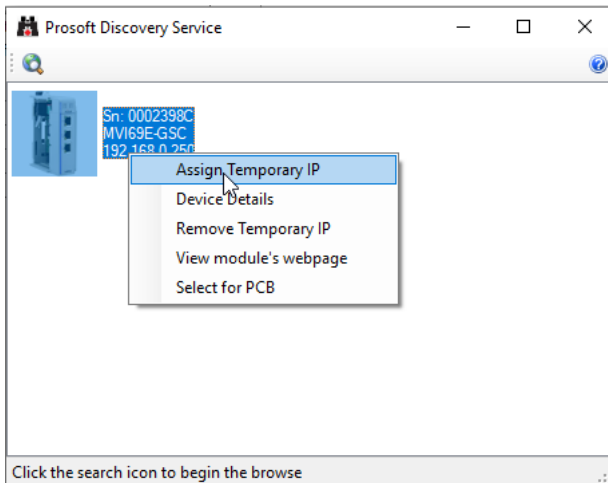 Prosoft Discovery Service
Sn: 0002398C
MVI69E-GSC
192.168.0.250
Assign Temporary IP
Device Details
Remove Temporary IP
View module's webpage
Select for PCB
Click the search icon to begin the browse